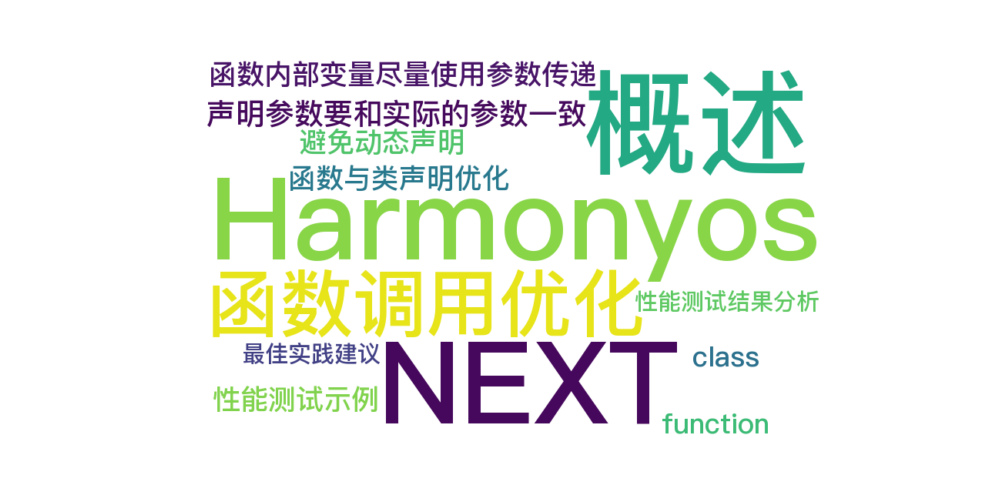 函数内部变量尽量使用参数传递
概述
声明参数要和实际的参数一致
避免动态声明
函数与类声明优化
Harmonyos
函数调用优化
性能测试结果分析
最佳实践建议
NEXT
class
性能测试示例
function